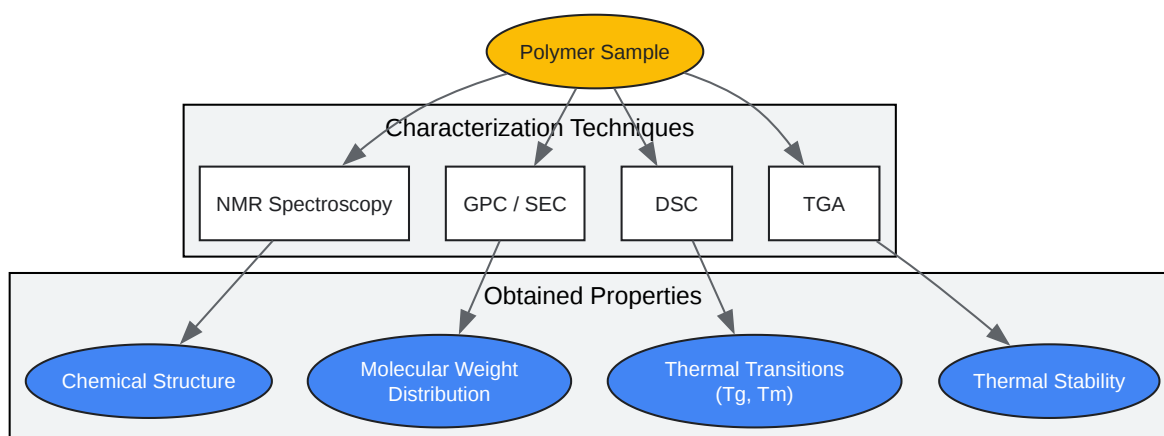 Polymer Sample
Characterization Techniques
NMR Spectroscopy
GPC / SEC
DSC
TGA
Obtained Properties
Chemical Structure
Molecular Weight
Distribution
Thermal Transitions
(Tg, Tm)
Thermal Stability